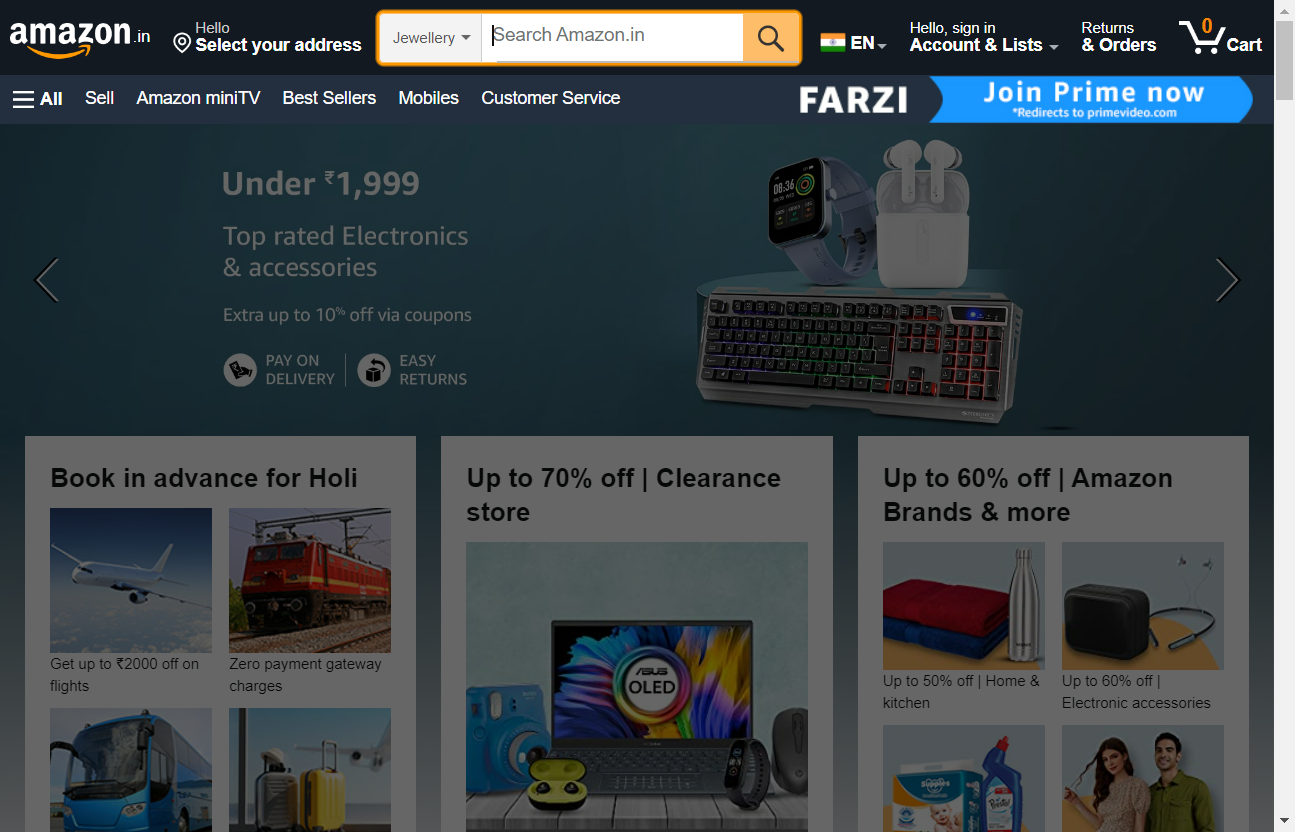 amazon.in
Hello
Select your address
Jewellery
Search Amazon.in
EN
Hello, sign in
Account & Lists
Returns
& Orders
0
Cart
All
Sell
Amazon miniTV
Best Sellers
Mobiles
Customer Service
FARZI
Join Prime now
*Redirects to primevideo.com
Under ₹1,999
Top rated Electronics
& accessories
Extra up to 10% off via coupons
PAY ON
DELIVERY
EASY
RETURNS
08:36
Book in advance for Holi
Get up to ₹2000 off on
flights
Zero payment gateway
charges
Up to 70% off | Clearance
store
ASUS
OLED
Up to 60% off | Amazon
Brands & more
Up to 50% off | Home &
kitchen
Up to 60% off |
Electronic accessories